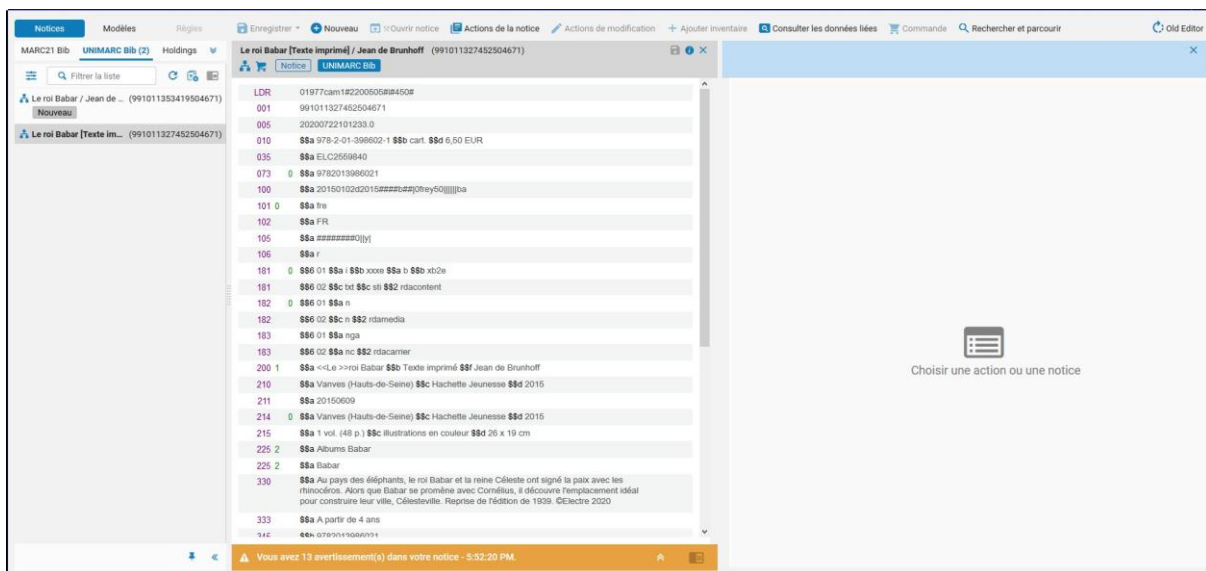 Notices Modèles Règles Enregistrer Nouveau Ouvrir notice Actions de la notice Actions de modification Ajouter inventaire Consulter les données liées Commande Rechercher et parcourir Old Editor
MARC21 Bib UNIMARC Bib (2) Holdings
Filtrer la liste
Le roi Babar / Jean de ... (991011353419504671)
Nouveau
Le roi Babar [Texte im... (991011327452504671)
Le roi Babar [Texte imprimé] / Jean de Brunhoff (991011327452504671)
Notice UNIMARC Bib
LDR 01977cam1#2200505#i#450#
001 991011327452504671
005 20200722101233.0
010 $$a 978-2-01-398602-1 $$b cart. $$d 6,50 EUR
035 $$a ELC2559840
073 0 $$a 9782013986021
100 $$a 20150102d2015####b##|0frey50||||||ba
101 0 $$a fre
102 $$a FR
105 $$a ########0||y|
106 $$a r
181 0 $$6 01 $$a i $$b xxxe $$a b $$b xb2e
181 $$6 02 $$c txt $$c sti $$2 rdacontent
182 0 $$6 01 $$a n
182 $$6 02 $$c n $$2 rdamedia
183 $$6 01 $$a nga
183 $$6 02 $$a nc $$2 rdacarrier
200 1 $$a <<Le >>roi Babar $$b Texte imprimé $$f Jean de Brunhoff
210 $$a Vanves (Hauts-de-Seine) $$c Hachette Jeunesse $$d 2015
211 $$a 20150609
214 0 $$a Vanves (Hauts-de-Seine) $$c Hachette Jeunesse $$d 2015
215 $$a 1 vol. (48 p.) $$c illustrations en couleur $$d 26 x 19 cm
225 2 $$a Albums Babar
225 2 $$a Babar
330 $$a Au pays des éléphants, le roi Babar et la reine Céleste ont signé la paix avec les
rhinocéros. Alors que Babar se promène avec Cornélius, il découvre l'emplacement idéal
pour construire leur ville, Célesteville. Reprise de l'édition de 1939. ©Electre 2020
333 $$a A partir de 4 ans
345 $$b 9782013986021
Vous avez 13 avertissement(s) dans votre notice - 5:52:20 PM.
Choisir une action ou une notice